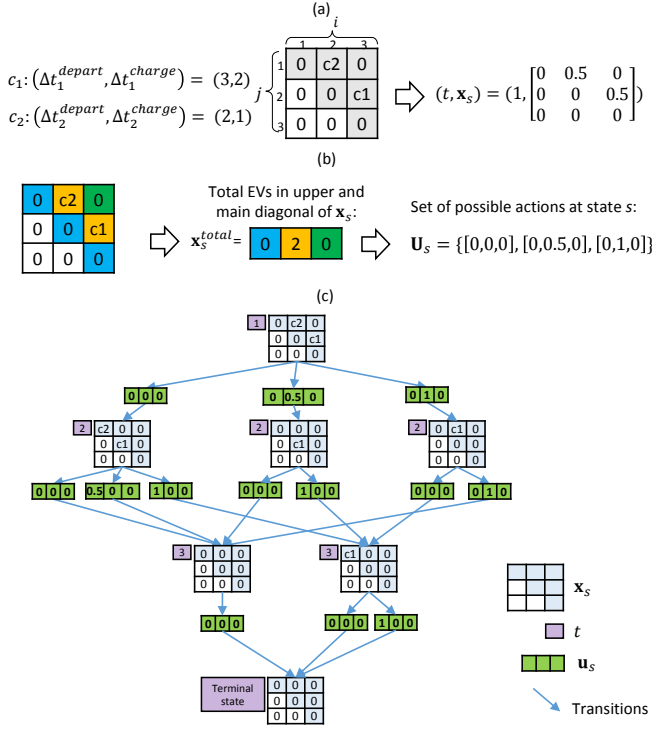 (a)
i
1 2 3
c₁: (Δt₁^depart, Δt₁^charge) = (3,2)
c₂: (Δt₂^depart, Δt₂^charge) = (2,1)
j
1 0 c2 0
2 0 0 c1
3 0 0 0
(t, xₛ) = (1, [0 0.5 0
0 0 0.5
0 0 0])
(b)
0 c2 0
0 0 c1
0 0 0
Total EVs in upper and
main diagonal of xₛ:
xₛ^total = 0 2 0
Set of possible actions at state s:
Uₛ = {[0,0,0], [0,0.5,0], [0,1,0]}
(c)
1 0 c2 0
0 0 c1
0 0 0
0 0 0 0 0.5 0 0 1 0
2 c2 0 0 2 0 0 0 2 0 c1 0
0 c1 0 0 c1 0 0 0 0
0 0 0 0 0 0 0 0 0
0 0 0 0.5 0 0 1 0 0 0 0 0 1 0 0 0 0 0 0 1 0
3 0 0 0 3 c1 0 0
0 0 0 0 0 0
0 0 0 0 0 0
0 0 0 0 0 0 1 0 0
Terminal
state
0 0 0
0 0 0
0 0 0
xₛ
t
uₛ
Transitions